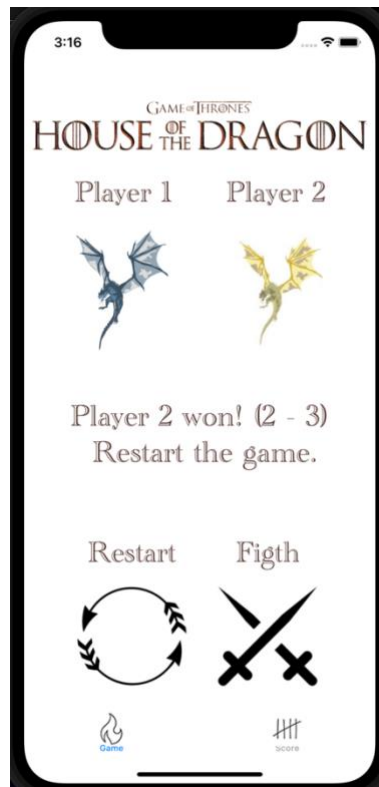 3:16
GAME OF THRONES
HOUSE OF THE DRAGON
Player 1 Player 2
Player 2 won! (2 - 3)
Restart the game.
Restart Figth
Game Score